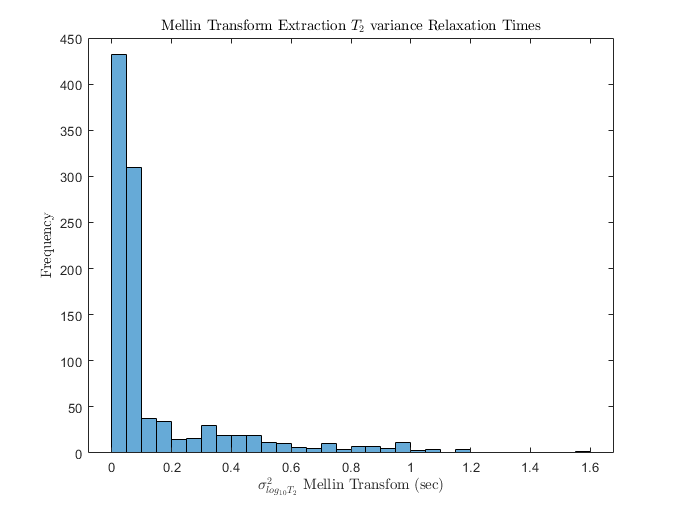 Mellin Transform Extraction T₂ variance Relaxation Times
450
400
350
300
250
200
150
100
50
0
Frequency
0 0.2 0.4 0.6 0.8 1 1.2 1.4 1.6
σ²log₁₀T₂ Mellin Transfom (sec)